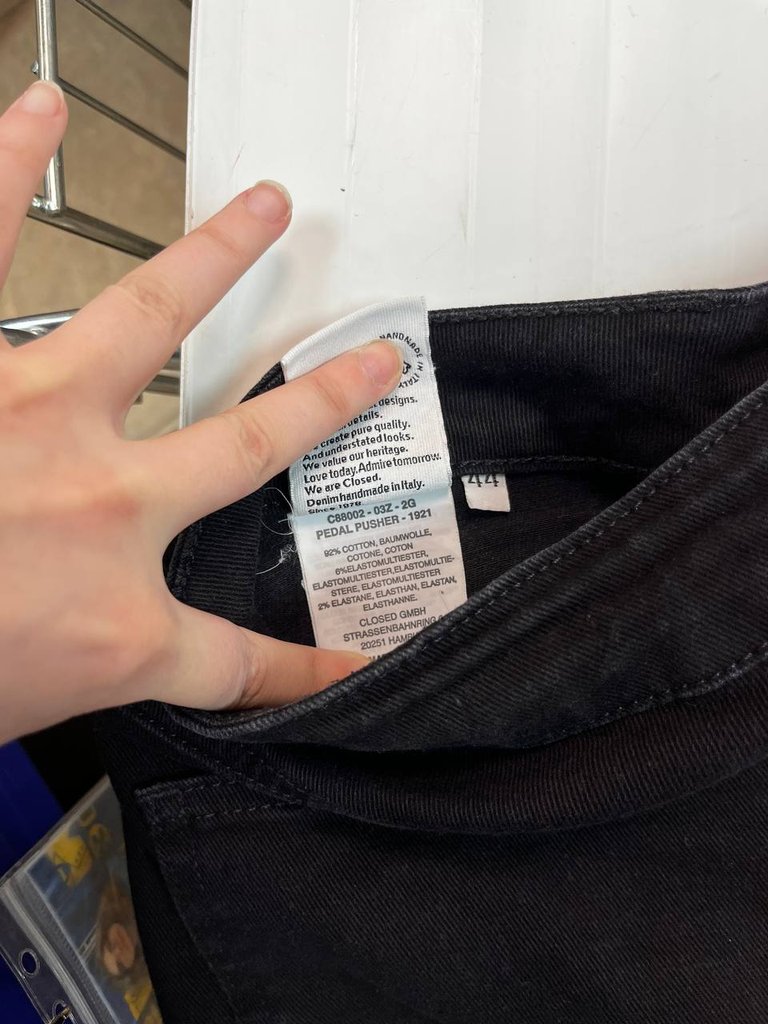 HANDMADE IN ITALY
designs.
details.
create pure quality.
And understated looks.
We value our heritage.
Love today. Admire tomorrow.
We are Closed.
Denim handmade in Italy.
since 1978
C88002 - 03Z - 2G
PEDAL PUSHER - 1921
92% COTTON, BAUMWOLLE,
COTONE, COTON
6%ELASTOMULTIESTER,
ELASTOMULTIESTER,ELASTOMULTIE-
STERE, ELASTOMULTIESTER
2% ELASTANE, ELASTHAN, ELASTAN,
ELASTHANNE.
CLOSED GMBH
STRASSENBAHNRING
20251